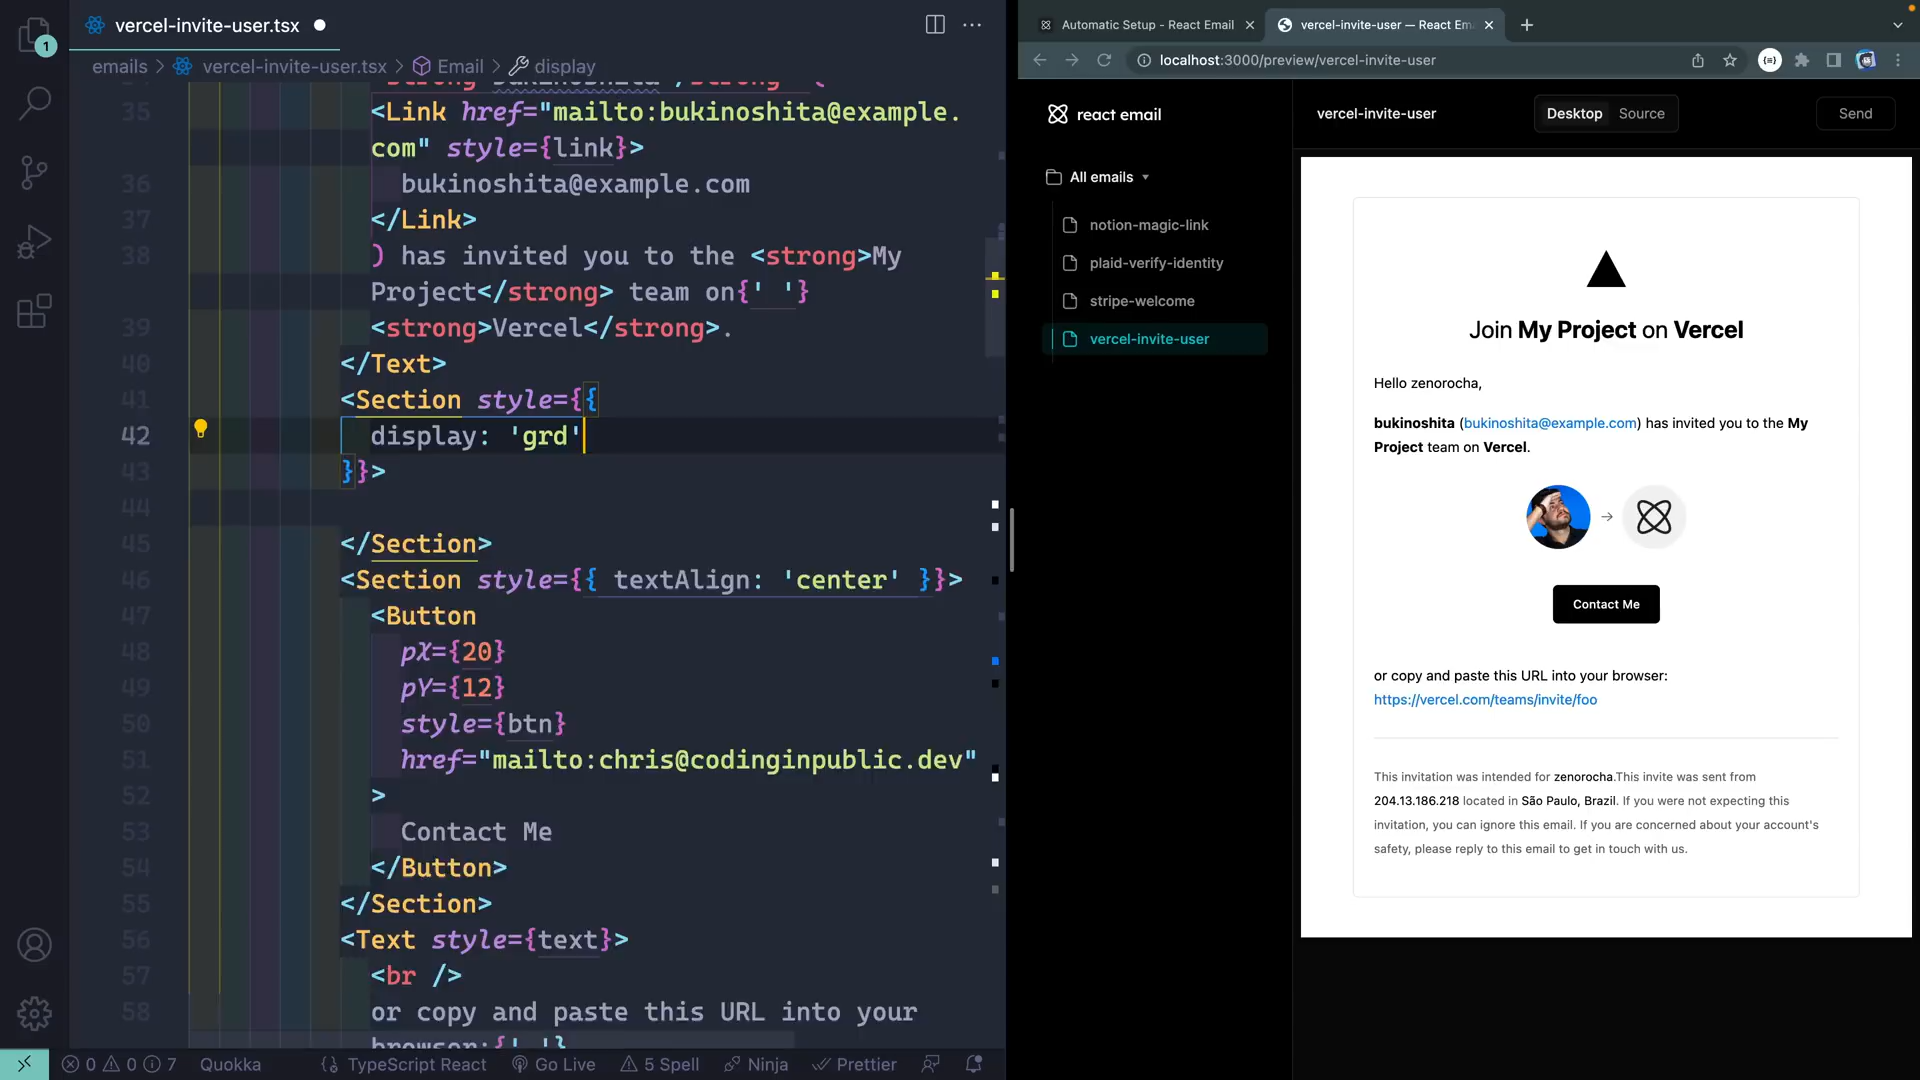 vercel-invite-user.tsx
1
emails > vercel-invite-user.tsx > Email > display
35 <Link href="mailto:bukinoshita@example.
com" style={link}>
36 bukinoshita@example.com
37 </Link>
38 ) has invited you to the <strong>My
Project</strong> team on{' '}
39 <strong>Vercel</strong>.
40 </Text>
41 <Section style={{
42 display: 'grd'
43 }}>
44
45 </Section>
46 <Section style={{ textAlign: 'center' }}>
47 <Button
48 pX={20}
49 pY={12}
50 style={btn}
51 href="mailto:chris@codinginpublic.dev"
52 >
53 Contact Me
54 </Button>
55 </Section>
56 <Text style={text}>
57 <br />
58 or copy and paste this URL into your
browser:{' '}
0 0 7 Quokka {} TypeScript React Go Live 5 Spell Ninja Prettier
Automatic Setup - React Email
vercel-invite-user — React Em
localhost:3000/preview/vercel-invite-user
react email
All emails
notion-magic-link
plaid-verify-identity
stripe-welcome
vercel-invite-user
vercel-invite-user
Desktop Source
Send
Join My Project on Vercel
Hello zenorocha,
bukinoshita (bukinoshita@example.com) has invited you to the My
Project team on Vercel.
Contact Me
or copy and paste this URL into your browser:
https://vercel.com/teams/invite/foo
This invitation was intended for zenorocha.This invite was sent from
204.13.186.218 located in São Paulo, Brazil. If you were not expecting this
invitation, you can ignore this email. If you are concerned about your account's
safety, please reply to this email to get in touch with us.